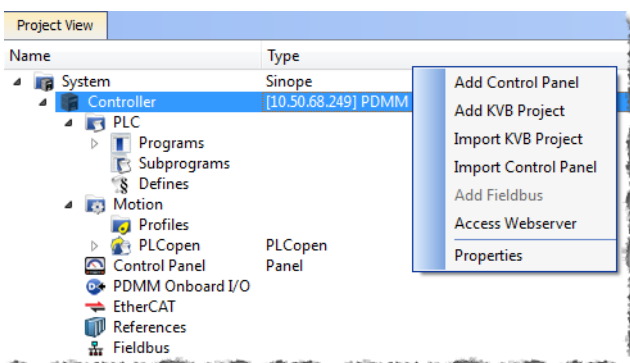 Project View
Name Type
System Sinope
Controller [10.50.68.249] PDMM
PLC
Programs
Subprograms
Defines
Motion
Profiles
PLCopen PLCopen
Control Panel Panel
PDMM Onboard I/O
EtherCAT
References
Fieldbus
Add Control Panel
Add KVB Project
Import KVB Project
Import Control Panel
Add Fieldbus
Access Webserver
Properties